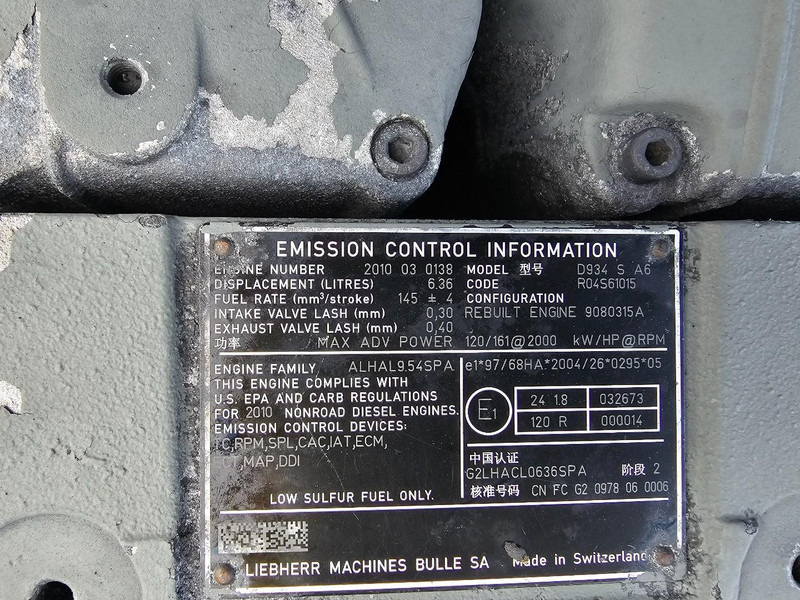 EMISSION CONTROL INFORMATION
ENGINE NUMBER 2010 03 0138 MODEL 型号 D934 S A6
DISPLACEMENT (LITRES) 6.36 CODE R04S61015
FUEL RATE (mm³/stroke) 145 ± 4 CONFIGURATION
INTAKE VALVE LASH (mm) 0,30 REBUILT ENGINE 9080315A
EXHAUST VALVE LASH (mm) 0,40
功率 MAX ADV POWER 120/161@2000 kW/HP@RPM
ENGINE FAMILY ALHAL9.54SPA
THIS ENGINE COMPLIES WITH
U.S. EPA AND CARB REGULATIONS
FOR 2010 NONROAD DIESEL ENGINES.
EMISSION CONTROL DEVICES:
TC,RPM,SPL,CAC,IAT,ECM,
MAP,DDI
LOW SULFUR FUEL ONLY.
e1*97/68HA*2004/26*0295*05
E1
24 1.8 032673
120 R 000014
中国认证
G2LHACL0636SPA 阶段 2
核准号码 CN FC G2 0978 06 0006
LIEBHERR MACHINES BULLE SA Made in Switzerland